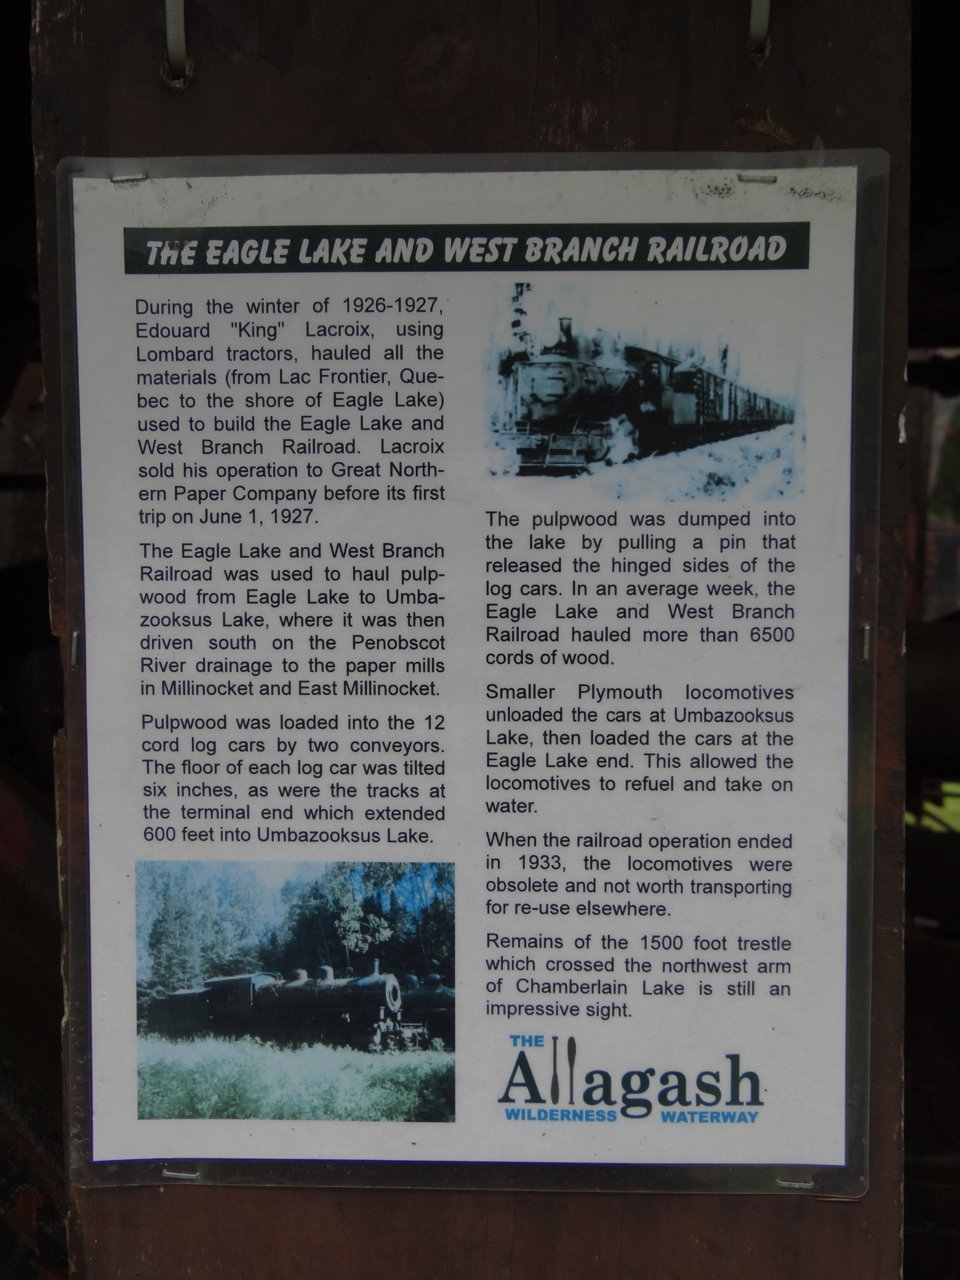 THE EAGLE LAKE AND WEST BRANCH RAILROAD
During the winter of 1926-1927,
Edouard "King" Lacroix, using
Lombard tractors, hauled all the
materials (from Lac Frontier, Que-
bec to the shore of Eagle Lake)
used to build the Eagle Lake and
West Branch Railroad. Lacroix
sold his operation to Great North-
ern Paper Company before its first
trip on June 1, 1927.
The Eagle Lake and West Branch
Railroad was used to haul pulp-
wood from Eagle Lake to Umba-
zooksus Lake, where it was then
driven south on the Penobscot
River drainage to the paper mills
in Millinocket and East Millinocket.
Pulpwood was loaded into the 12
cord log cars by two conveyors.
The floor of each log car was tilted
six inches, as were the tracks at
the terminal end which extended
600 feet into Umbazooksus Lake.
The pulpwood was dumped into
the lake by pulling a pin that
released the hinged sides of the
log cars. In an average week, the
Eagle Lake and West Branch
Railroad hauled more than 6500
cords of wood.
Smaller Plymouth locomotives
unloaded the cars at Umbazooksus
Lake, then loaded the cars at the
Eagle Lake end. This allowed the
locomotives to refuel and take on
water.
When the railroad operation ended
in 1933, the locomotives were
obsolete and not worth transporting
for re-use elsewhere.
Remains of the 1500 foot trestle
which crossed the northwest arm
of Chamberlain Lake is still an
impressive sight.
THE
Allagash
WILDERNESS WATERWAY